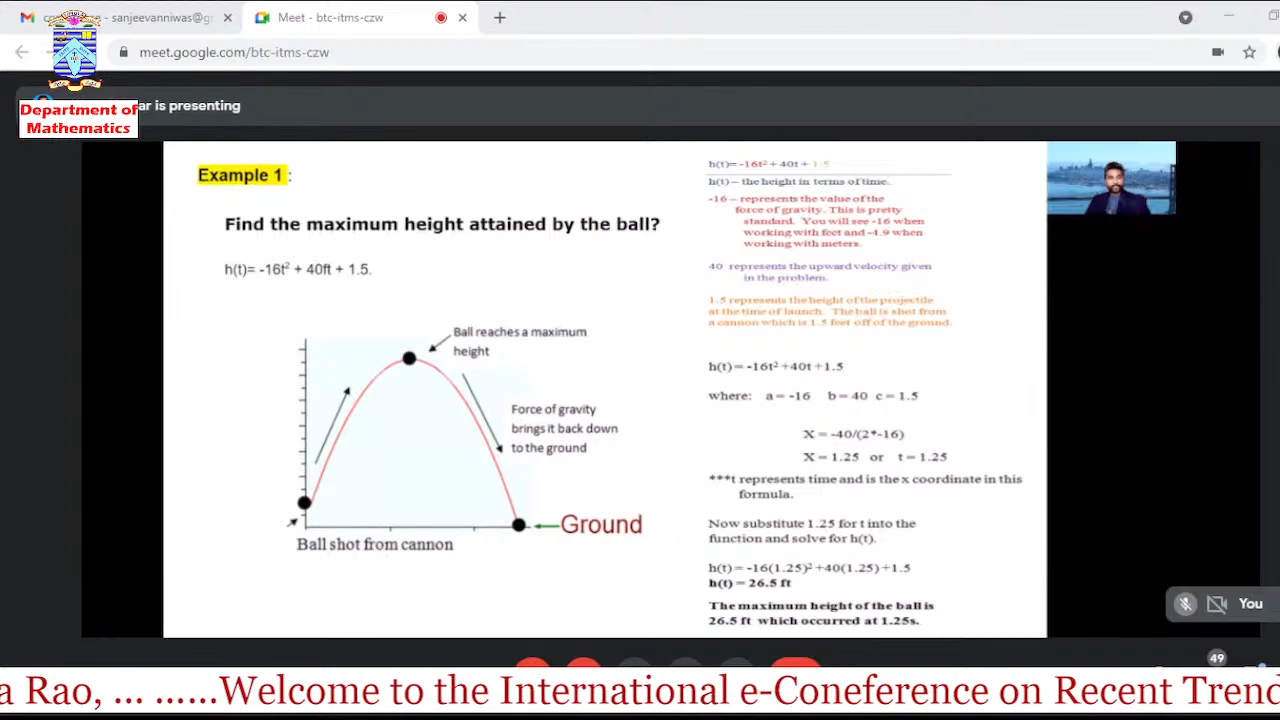 sanjeevanniwas@g
Meet - btc-itms-czw
meet.google.com/btc-itms-czw
Department of
Mathematics
ar is presenting
Example 1 :
Find the maximum height attained by the ball?
h(t)= -16t² + 40ft + 1.5.
Ball reaches a maximum
height
Force of gravity
brings it back down
to the ground
Ground
Ball shot from cannon
h(t)= -16t² + 40t + 1.5
h(t) – the height in terms of time.
-16 – represents the value of the
force of gravity. This is pretty
standard. You will see -16 when
working with feet and -4.9 when
working with meters.
40 represents the upward velocity given
in the problem.
1.5 represents the height of the projectile
at the time of launch. The ball is shot from
a cannon which is 1.5 feet off of the ground.
h(t) = -16t² +40t +1.5
where: a = -16 b = 40 c = 1.5
X = -40/(2*-16)
X = 1.25 or t = 1.25
***t represents time and is the x coordinate in this
formula.
Now substitute 1.25 for t into the
function and solve for h(t).
h(t) = -16(1.25)² +40(1.25) +1.5
h(t) = 26.5 ft
The maximum height of the ball is
26.5 ft which occurred at 1.25s.
You
49
a Rao, ... ......Welcome to the International e-Coneference on Recent Trend